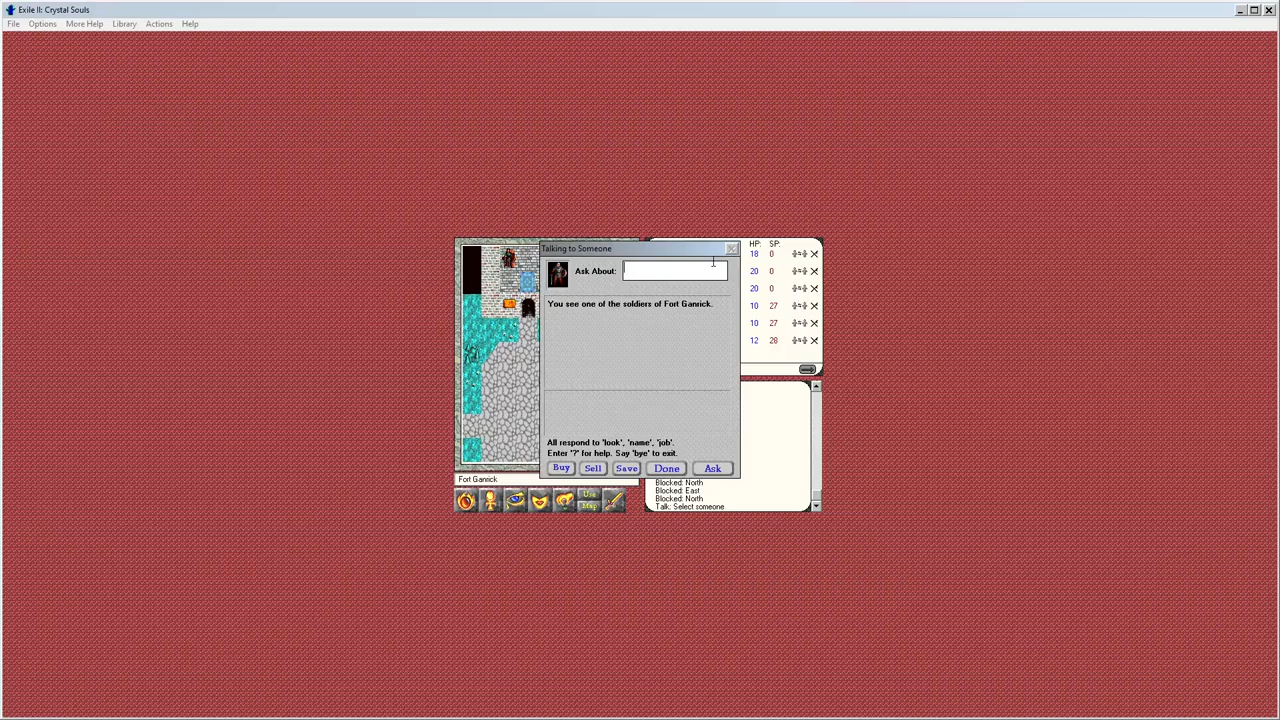 Exile II: Crystal Souls
File Options More Help Library Actions Help
Talking to Someone
Ask About:
You see one of the soldiers of Fort Ganrick.
All respond to 'look', 'name', 'job'.
Enter '?' for help. Say 'bye' to exit.
Buy Sell Save Done Ask
HP: SP:
18 0
20 0
20 0
10 27
10 27
12 28
Fort Ganrick
Use
Map
Blocked: North
Blocked: East
Blocked: North
Talk: Select someone